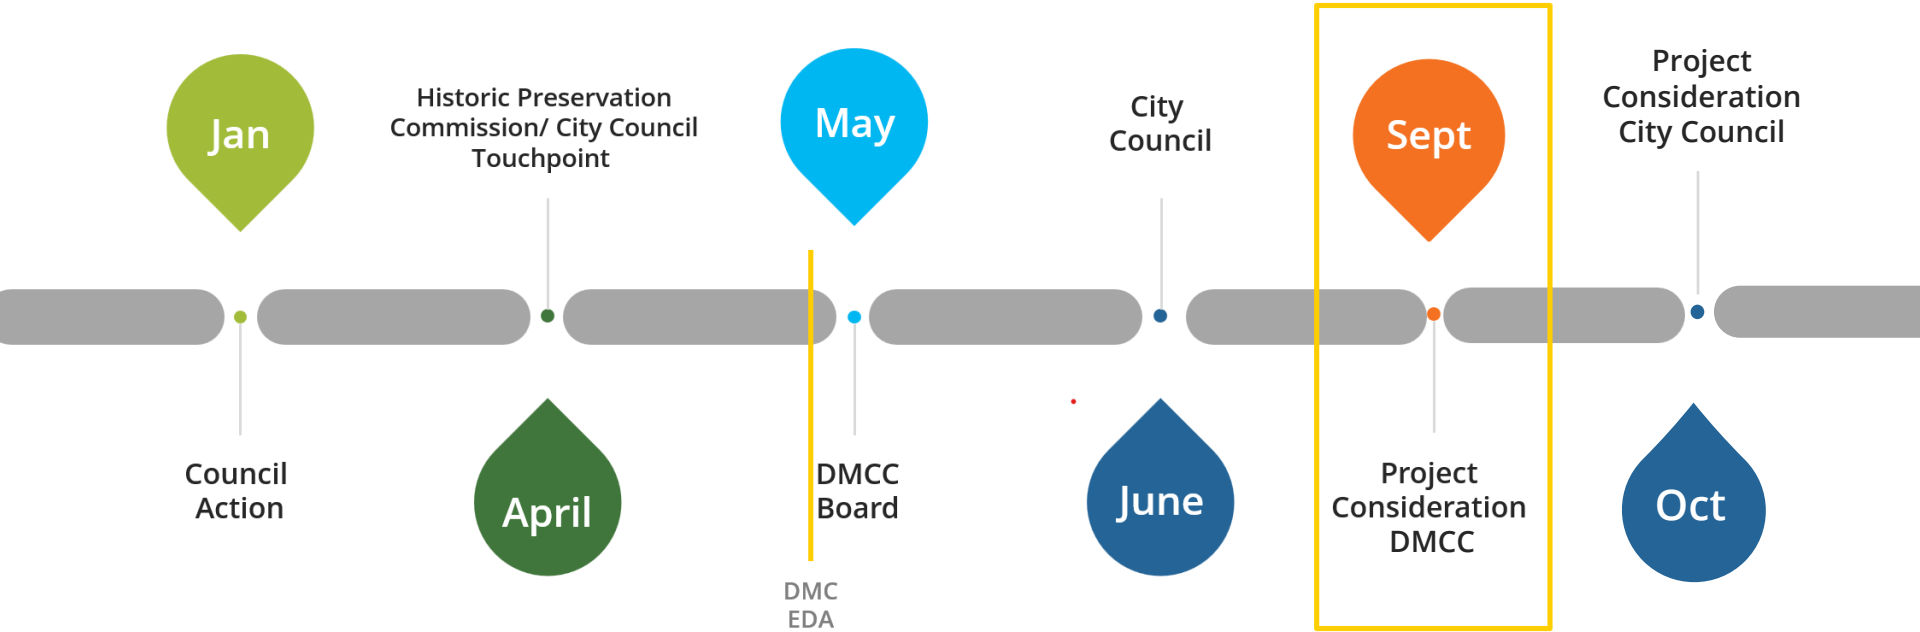 Jan
Council
Action
Historic Preservation
Commission/ City Council
Touchpoint
April
May
DMCC
Board
DMC
EDA
City
Council
June
Sept
Project
Consideration
DMCC
Project
Consideration
City Council
Oct